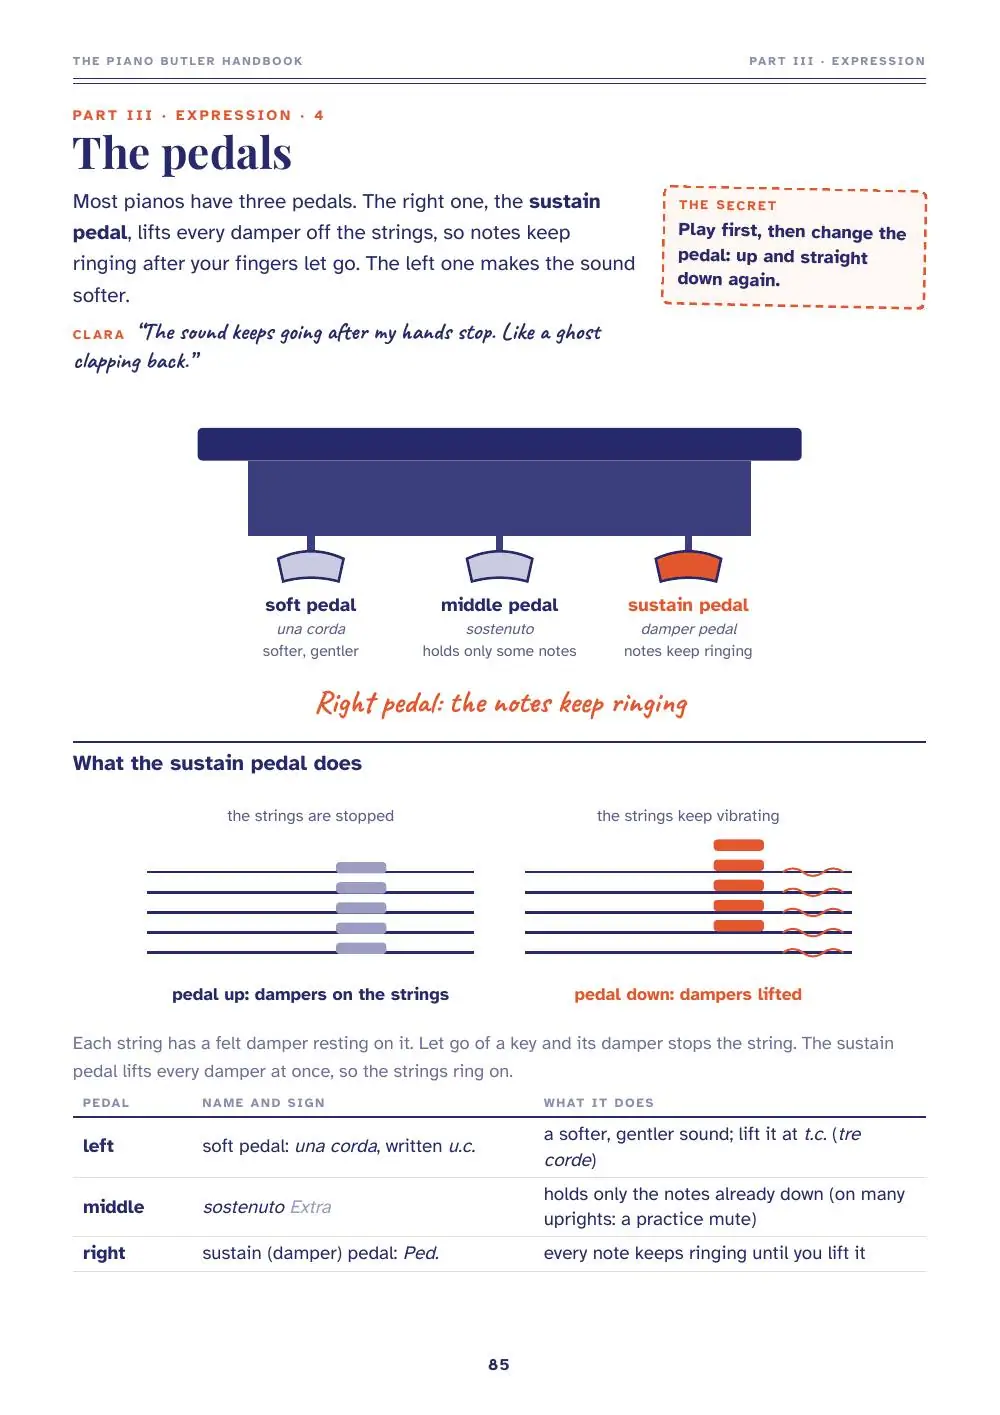 THE PIANO BUTLER HANDBOOK
PART III · EXPRESSION
PART III · EXPRESSION · 4
The pedals
Most pianos have three pedals. The right one, the sustain
pedal, lifts every damper off the strings, so notes keep
ringing after your fingers let go. The left one makes the sound
softer.
THE SECRET
Play first, then change the
pedal: up and straight
down again.
CLARA “The sound keeps going after my hands stop. Like a ghost
clapping back.”
soft pedal
una corda
softer, gentler
middle pedal
sostenuto
holds only some notes
sustain pedal
damper pedal
notes keep ringing
Right pedal: the notes keep ringing
What the sustain pedal does
the strings are stopped
the strings keep vibrating
pedal up: dampers on the strings
pedal down: dampers lifted
Each string has a felt damper resting on it. Let go of a key and its damper stops the string. The sustain
pedal lifts every damper at once, so the strings ring on.
PEDAL NAME AND SIGN WHAT IT DOES
left soft pedal: una corda, written u.c. a softer, gentler sound; lift it at t.c. (tre
corde)
middle sostenuto Extra holds only the notes already down (on many
uprights: a practice mute)
right sustain (damper) pedal: Ped. every note keeps ringing until you lift it
85